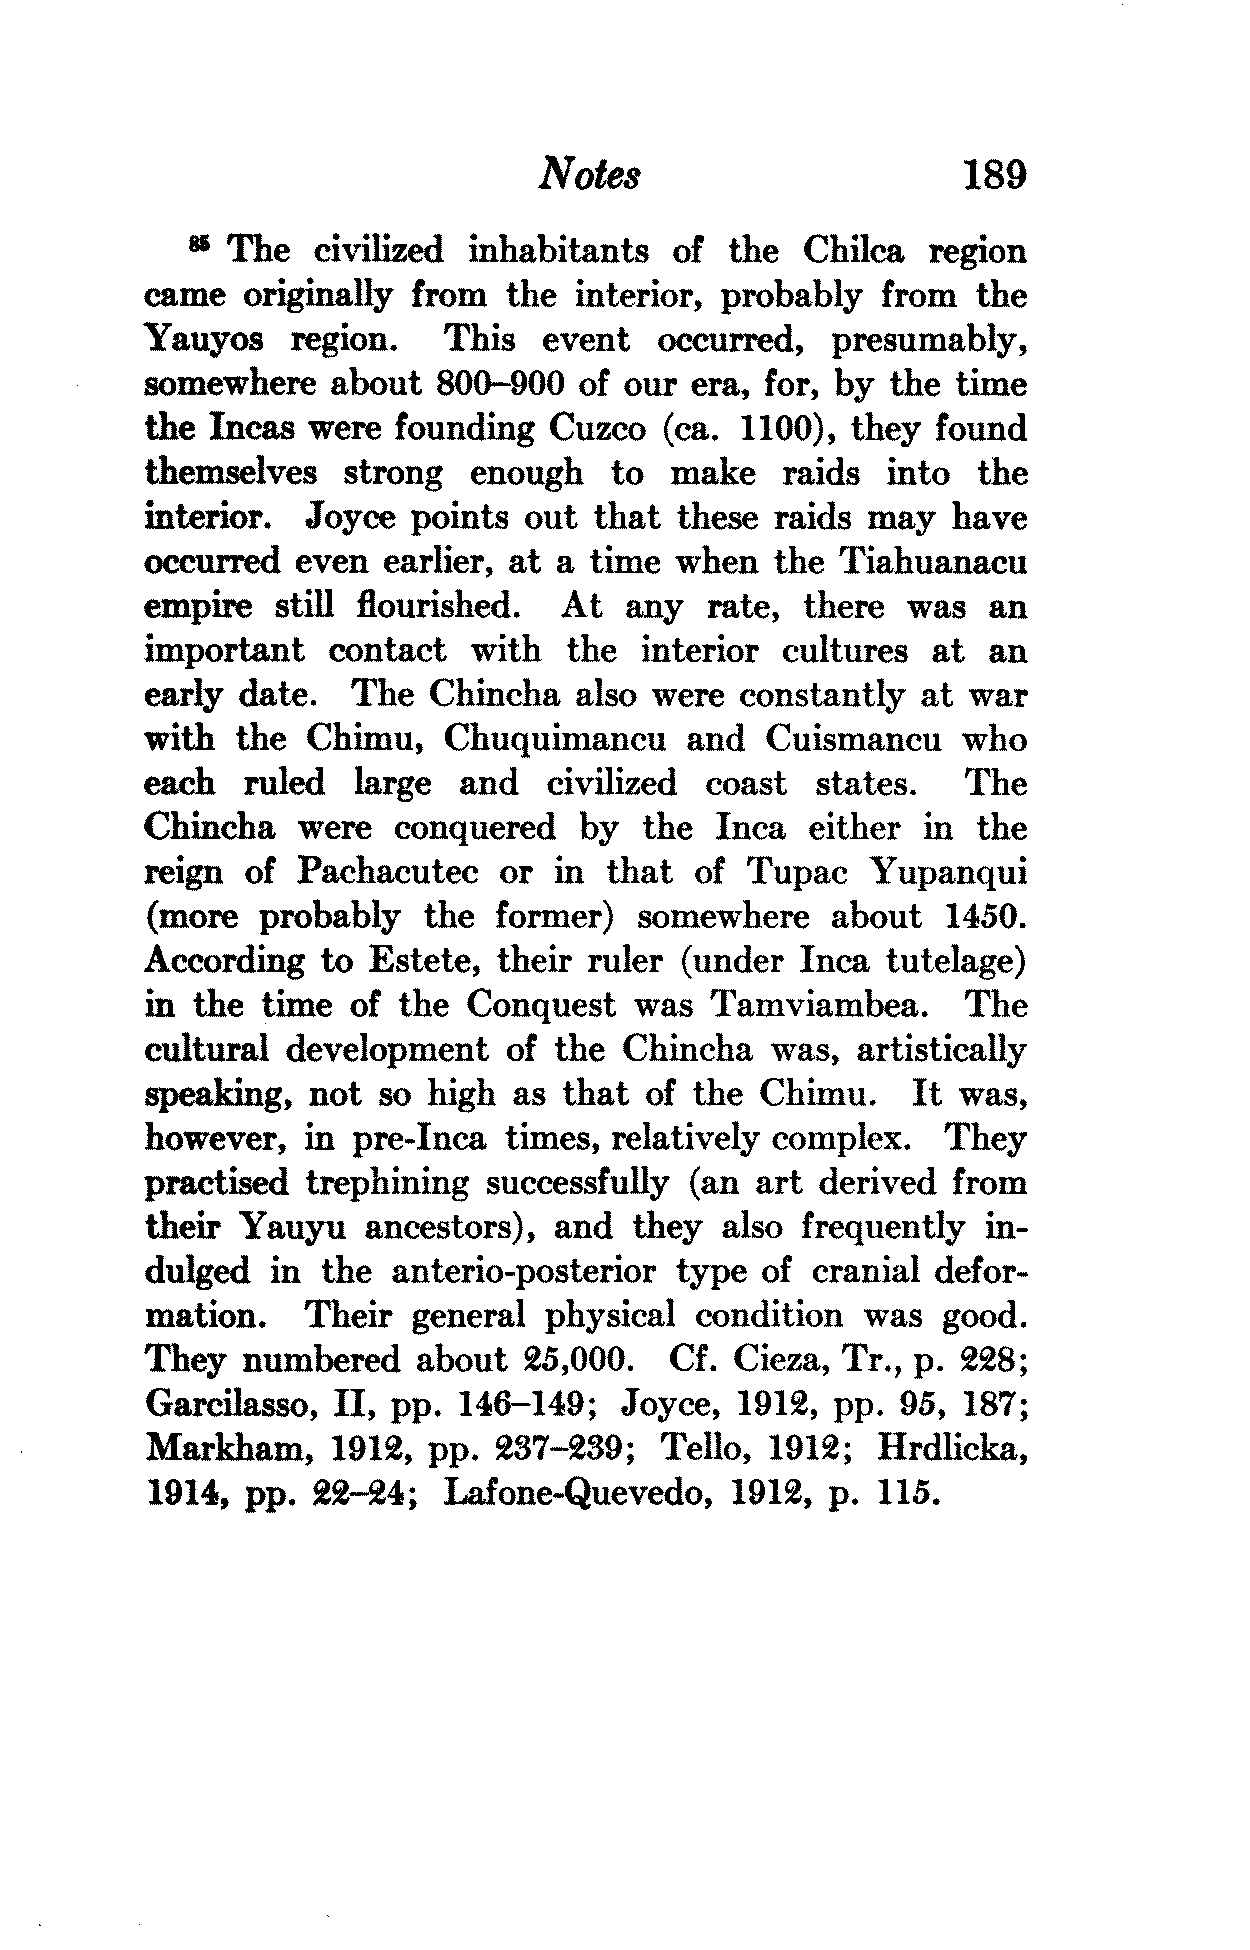 Notes 189
85 The civilized inhabitants of the Chilca region
came originally from the interior, probably from the
Yauyos region. This event occurred, presumably,
somewhere about 800–900 of our era, for, by the time
the Incas were founding Cuzco (ca. 1100), they found
themselves strong enough to make raids into the
interior. Joyce points out that these raids may have
occurred even earlier, at a time when the Tiahuanacu
empire still flourished. At any rate, there was an
important contact with the interior cultures at an
early date. The Chincha also were constantly at war
with the Chimu, Chuquimancu and Cuismancu who
each ruled large and civilized coast states. The
Chincha were conquered by the Inca either in the
reign of Pachacutec or in that of Tupac Yupanqui
(more probably the former) somewhere about 1450.
According to Estete, their ruler (under Inca tutelage)
in the time of the Conquest was Tamviambea. The
cultural development of the Chincha was, artistically
speaking, not so high as that of the Chimu. It was,
however, in pre-Inca times, relatively complex. They
practised trephining successfully (an art derived from
their Yauyu ancestors), and they also frequently in-
dulged in the anterio-posterior type of cranial defor-
mation. Their general physical condition was good.
They numbered about 25,000. Cf. Cieza, Tr., p. 228;
Garcilasso, II, pp. 146–149; Joyce, 1912, pp. 95, 187;
Markham, 1912, pp. 237–239; Tello, 1912; Hrdlicka,
1914, pp. 22–24; Lafone-Quevedo, 1912, p. 115.